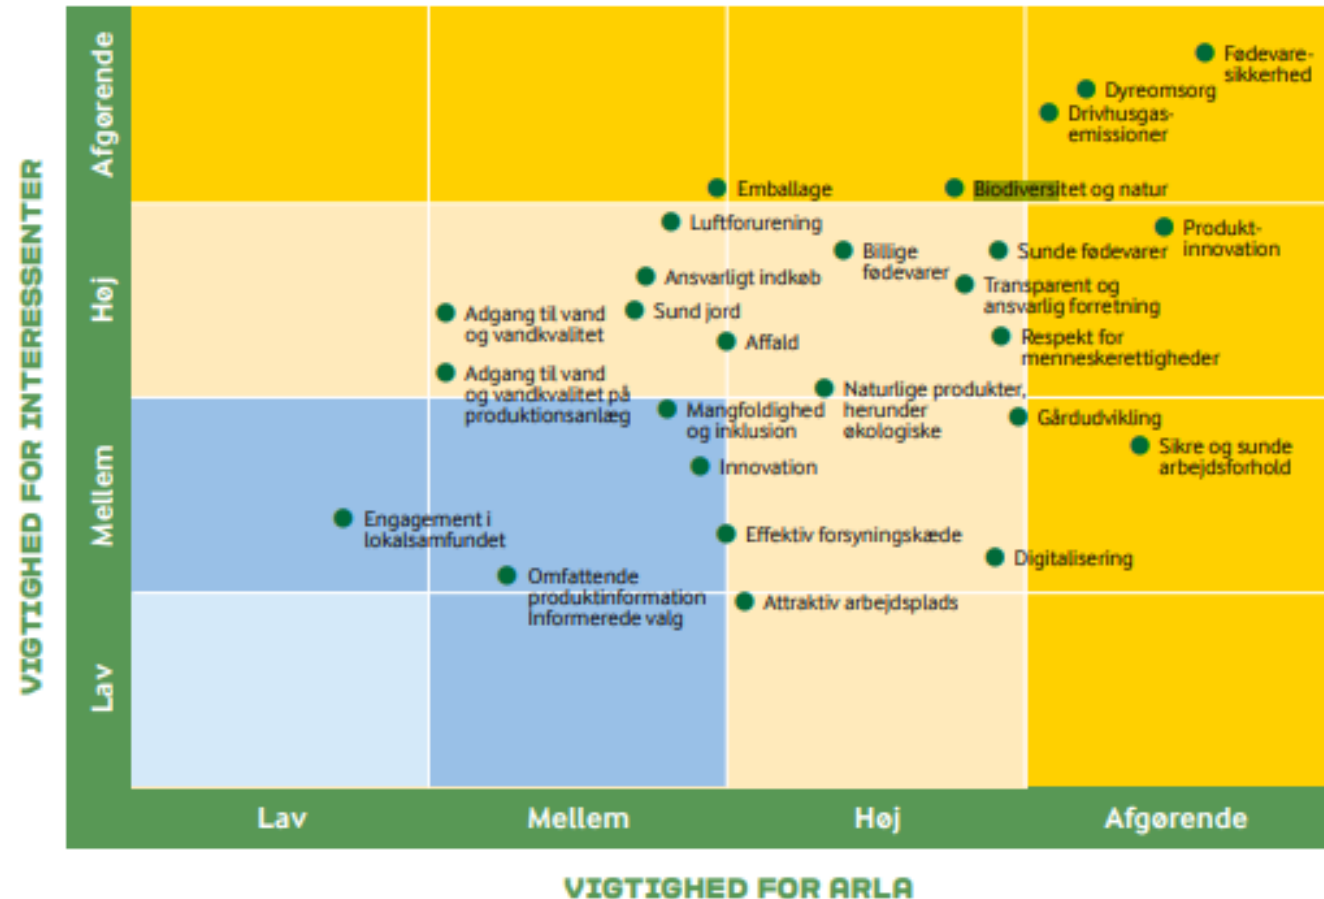 VIGTIGHED FOR INTERESSENTER
Afgørende
Høj
Mellem
Lav
Fødevare-
sikkerhed
Dyreomsorg
Drivhusgas-
emissioner
Emballage
Biodiversitet og natur
Luftforurening
Produkt-
innovation
Billige
fødevarer
Sunde fødevarer
Ansvarligt indkøb
Transparent og
ansvarlig forretning
Adgang til vand
og vandkvalitet
Sund jord
Affald
Respekt for
menneskerettigheder
Adgang til vand
og vandkvalitet på
produktionsanlæg
Naturlige produkter,
herunder
økologiske
Mangfoldighed
og inklusion
Gårdudvikling
Sikre og sunde
arbejdsforhold
Innovation
Engagement i
lokalsamfundet
Effektiv forsyningskæde
Digitalisering
Omfattende
produktinformation
Informerede valg
Attraktiv arbejdsplads
Lav
Mellem
Høj
Afgørende
VIGTIGHED FOR ARLA